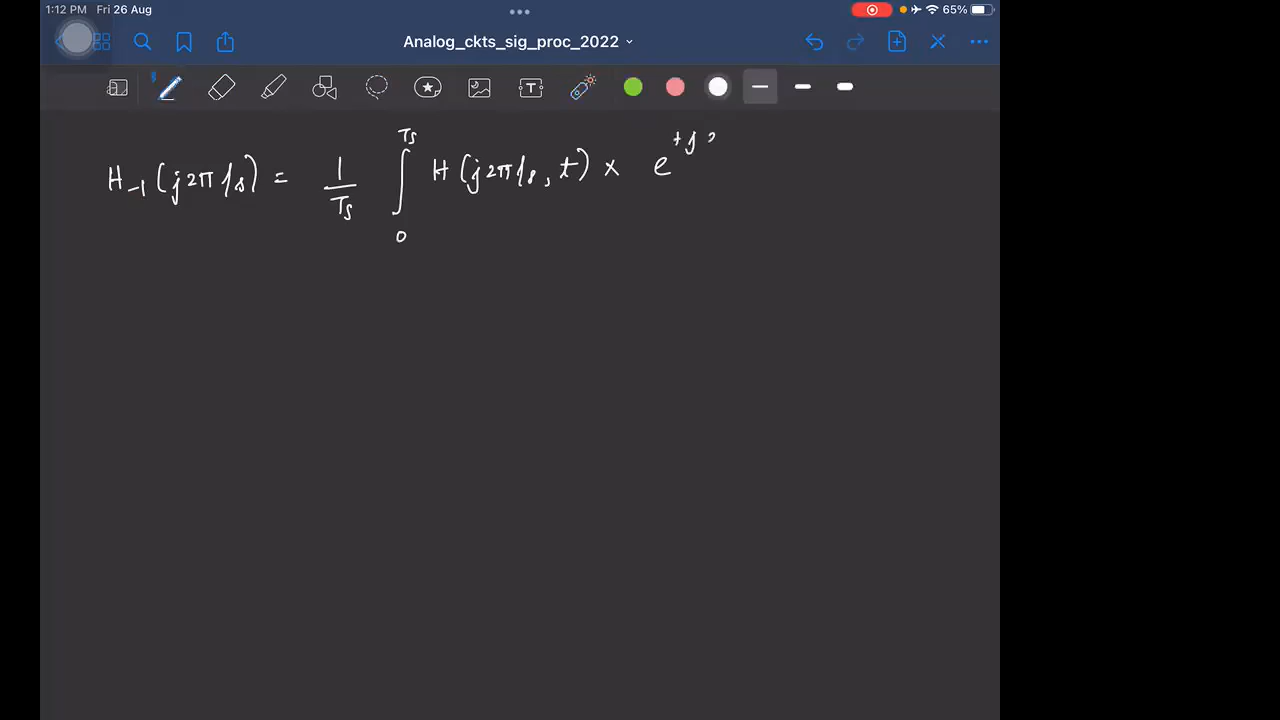 1:12 PM Fri 26 Aug 65%
Analog_ckts_sig_proc_2022
H₋₁(j2πfs) = 1/Ts ∫₀^Ts H(j2πfs, t) × e^+j